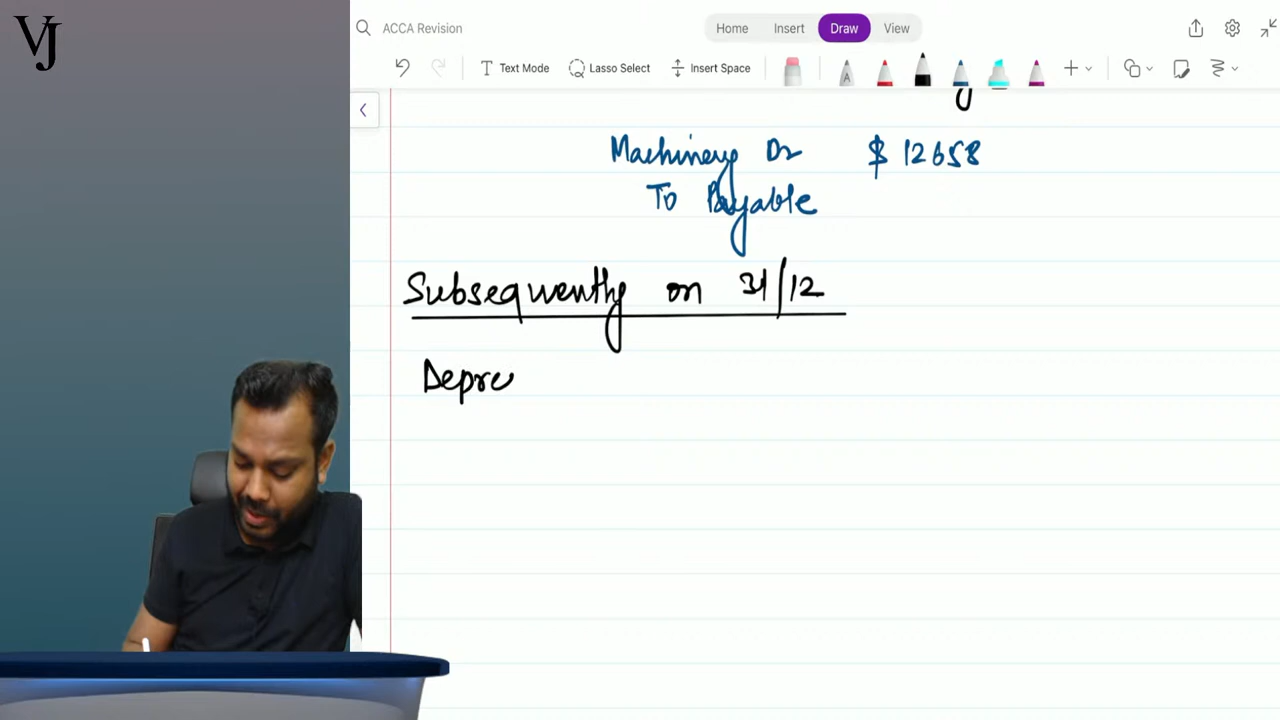 VJ
ACCA Revision
Home Insert Draw View
Text Mode Lasso Select Insert Space
A
Machinery Dr $ 12658
To Payable
Subsequently on 31/12
Depre